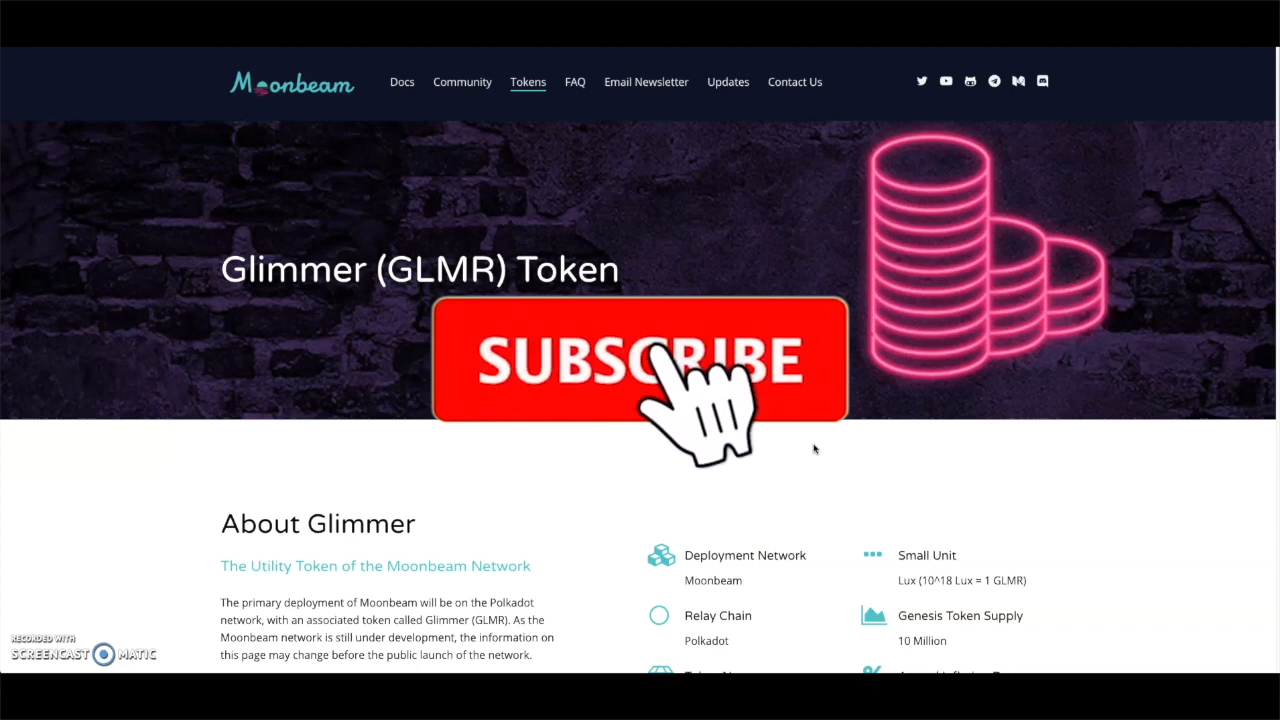 Moonbeam
Docs Community Tokens FAQ Email Newsletter Updates Contact Us
Glimmer (GLMR) Token
SUBSCRIBE
About Glimmer
The Utility Token of the Moonbeam Network
The primary deployment of Moonbeam will be on the Polkadot
network, with an associated token called Glimmer (GLMR). As the
Moonbeam network is still under development, the information on
this page may change before the public launch of the network.
Deployment Network
Moonbeam
Small Unit
Lux (10^18 Lux = 1 GLMR)
Relay Chain
Polkadot
Genesis Token Supply
10 Million
RECORDED WITH
SCREENCAST MATIC